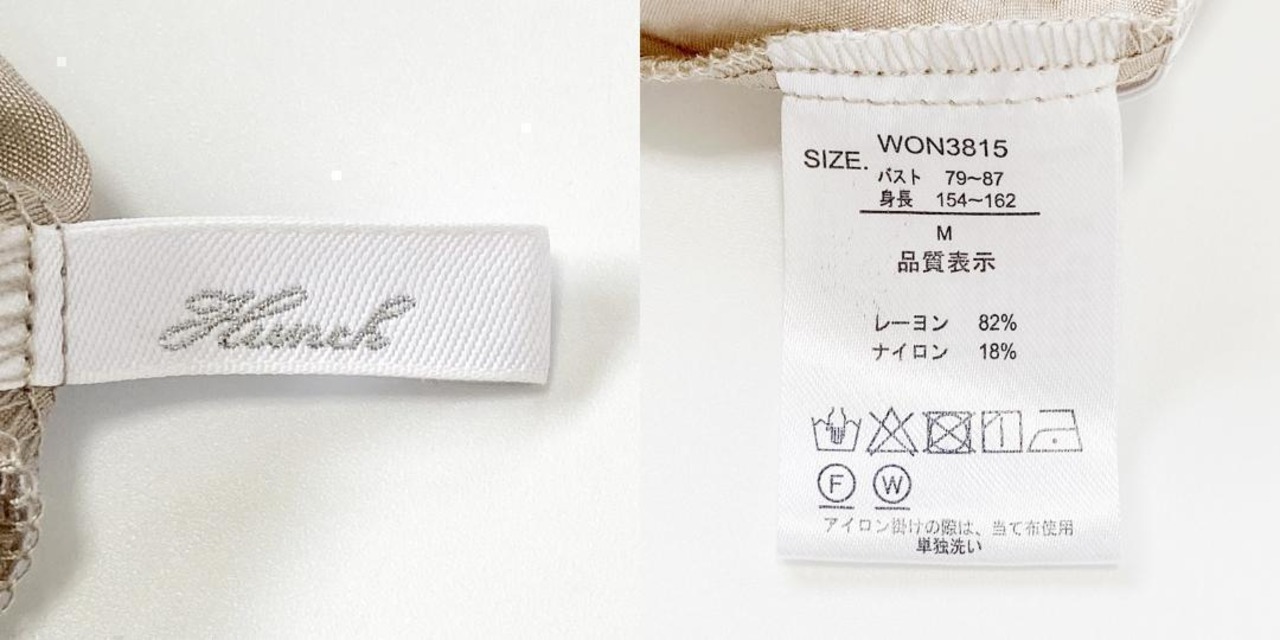 Hunch
SIZE. WON3815
バスト 79〜87
身長 154〜162
M
品質表示
レーヨン 82%
ナイロン 18%
F W
アイロン掛けの際は、当て布使用
単独洗い